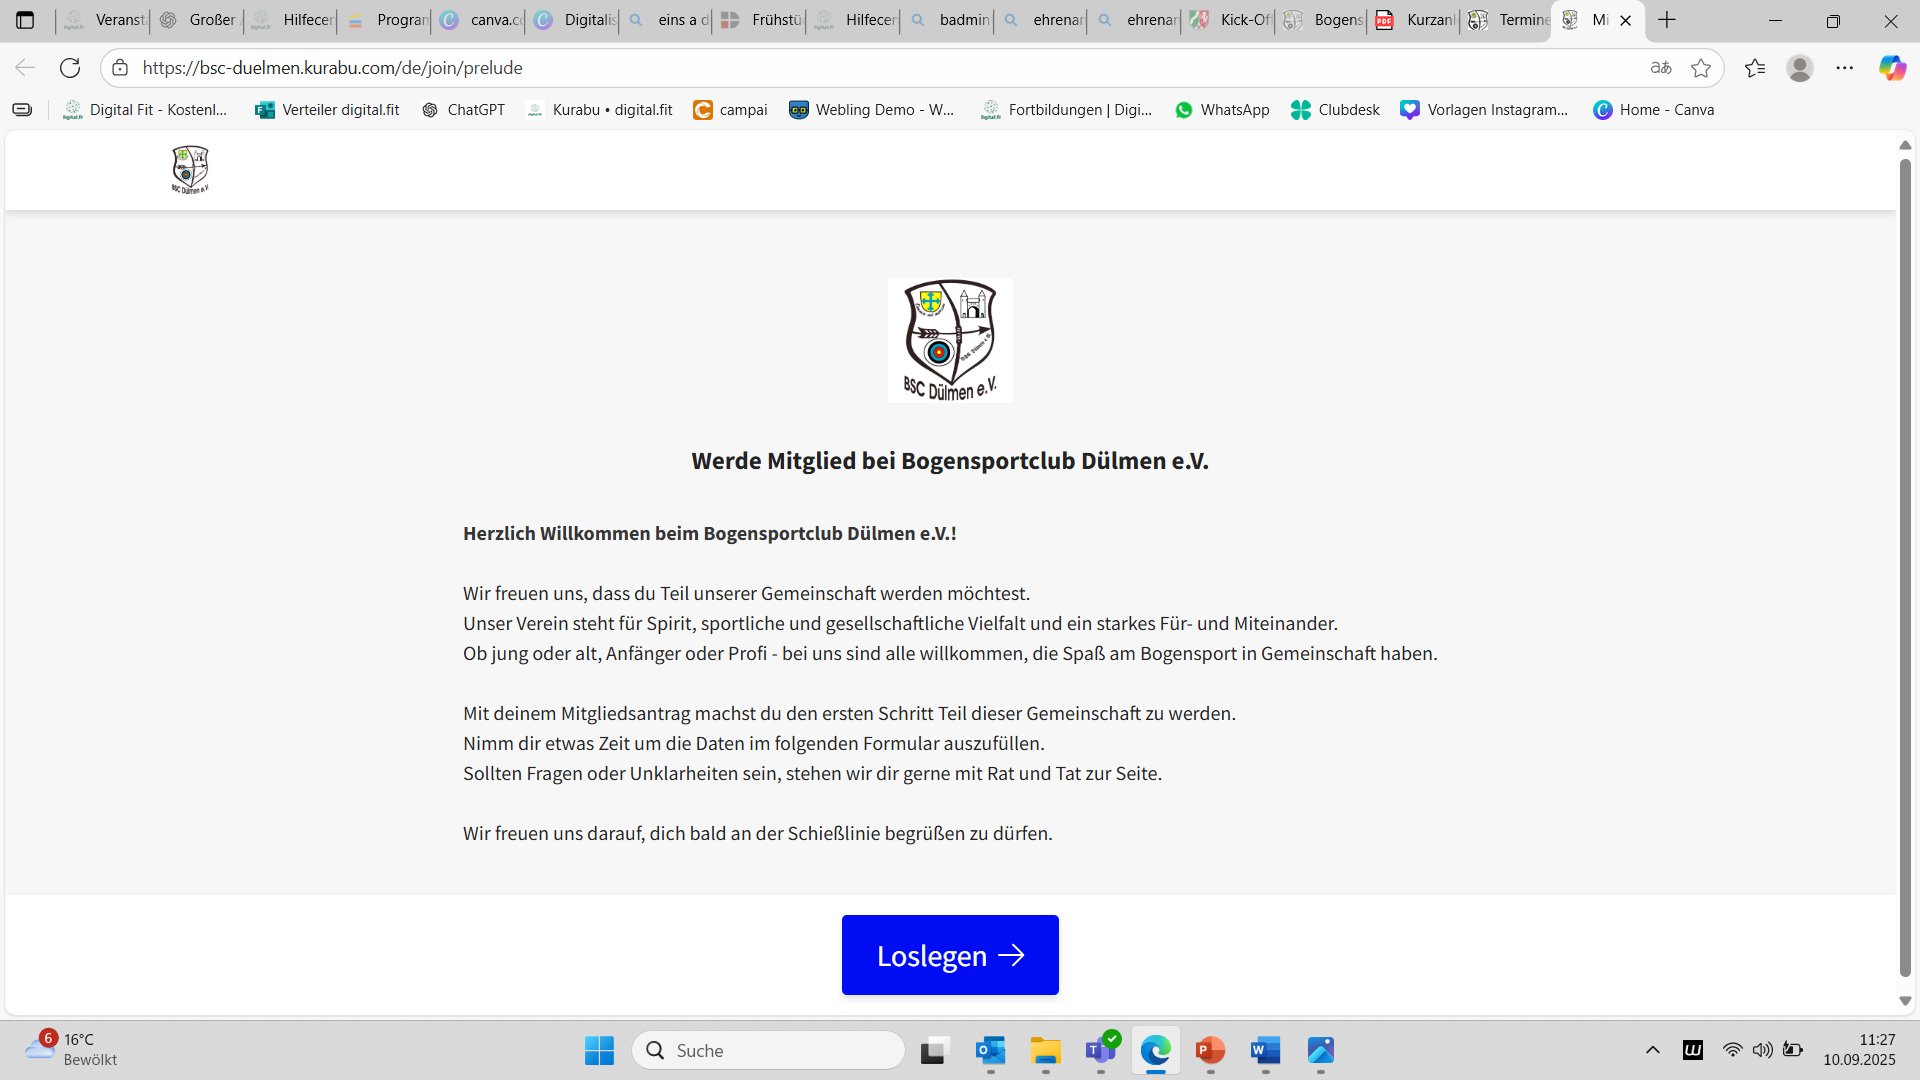 Veranst
Großer
Hilfecer
Progran
canva.co
Digitalis
eins a d
Frühstü
Hilfecer
badmin
ehrenar
ehrenar
Kick-Off
Bogens
Kurzanl
Termine
Mi
https://bsc-duelmen.kurabu.com/de/join/prelude
Digital Fit - Kostenl...
Verteiler digital.fit
ChatGPT
Kurabu • digital.fit
campai
Webling Demo - W...
Fortbildungen | Digi...
WhatsApp
Clubdesk
Vorlagen Instagram...
Home - Canva
BSC Dülmen e.V.
BSC Dülmen e.V.
Werde Mitglied bei Bogensportclub Dülmen e.V.
Herzlich Willkommen beim Bogensportclub Dülmen e.V.!
Wir freuen uns, dass du Teil unserer Gemeinschaft werden möchtest.
Unser Verein steht für Spirit, sportliche und gesellschaftliche Vielfalt und ein starkes Für- und Miteinander.
Ob jung oder alt, Anfänger oder Profi - bei uns sind alle willkommen, die Spaß am Bogensport in Gemeinschaft haben.
Mit deinem Mitgliedsantrag machst du den ersten Schritt Teil dieser Gemeinschaft zu werden.
Nimm dir etwas Zeit um die Daten im folgenden Formular auszufüllen.
Sollten Fragen oder Unklarheiten sein, stehen wir dir gerne mit Rat und Tat zur Seite.
Wir freuen uns darauf, dich bald an der Schießlinie begrüßen zu dürfen.
Loslegen
6
16°C
Bewölkt
Suche
11:27
10.09.2025